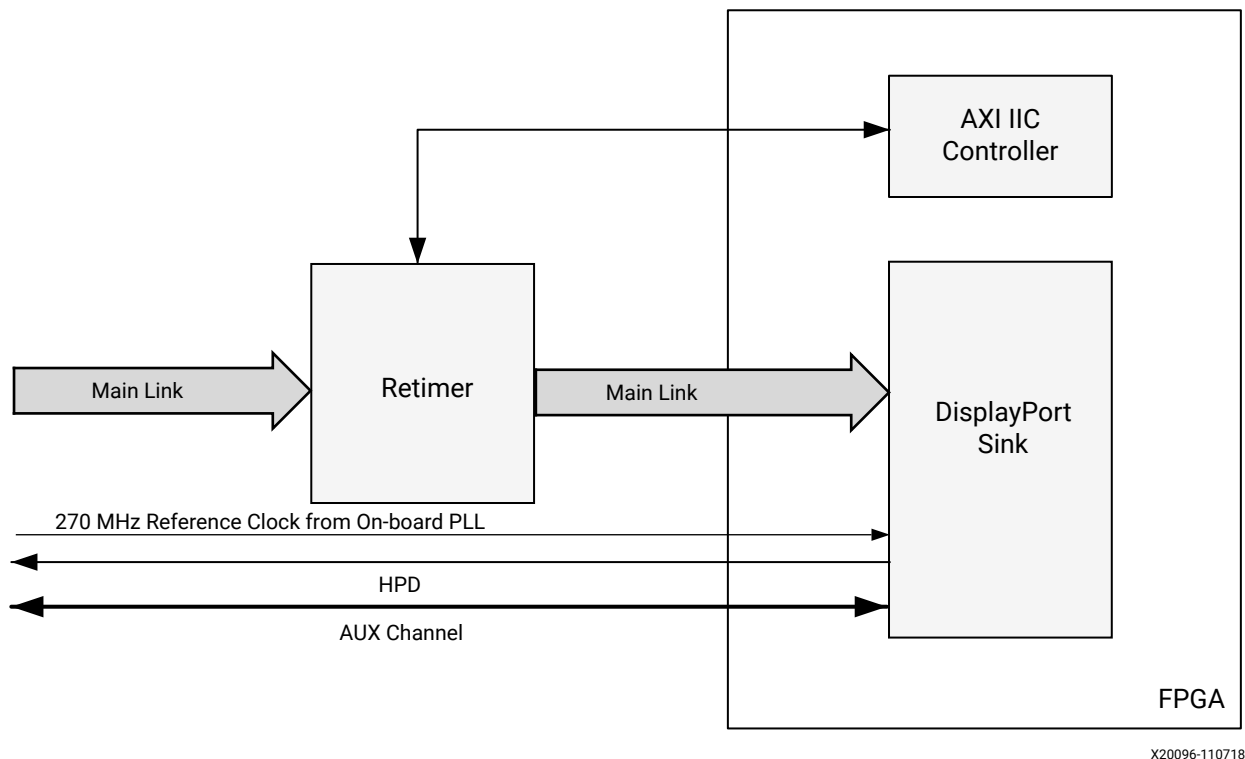 AXI IIC
Controller
Main Link
Retimer
Main Link
DisplayPort
Sink
270 MHz Reference Clock from On-board PLL
HPD
AUX Channel
FPGA
X20096-110718